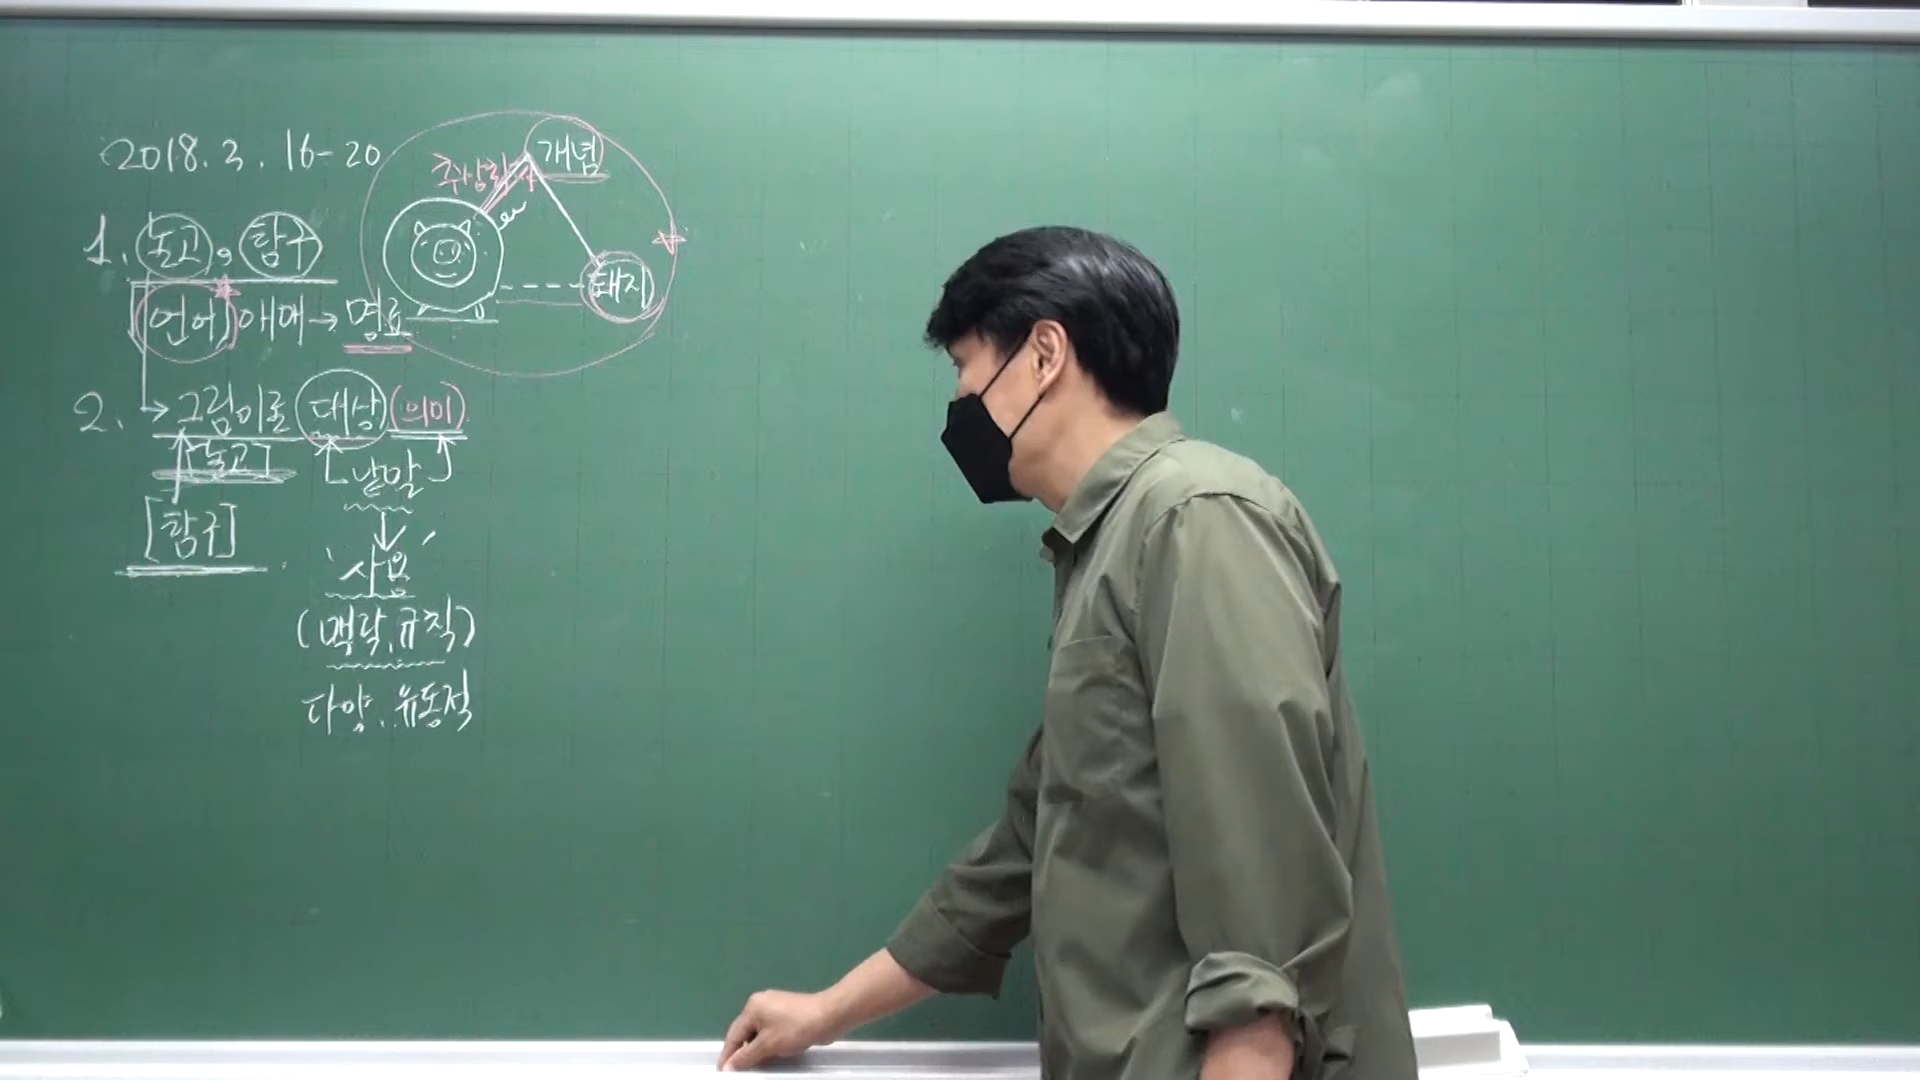 2018. 3. 16-20
개념
추상화
1. 논고, 탐구
돼지
언어 애매→명료
2. →그림이론 대상(의미)
[논고]
[낱말]
[탐구]
'사용'
(맥락, 규칙)
다양, 유동적